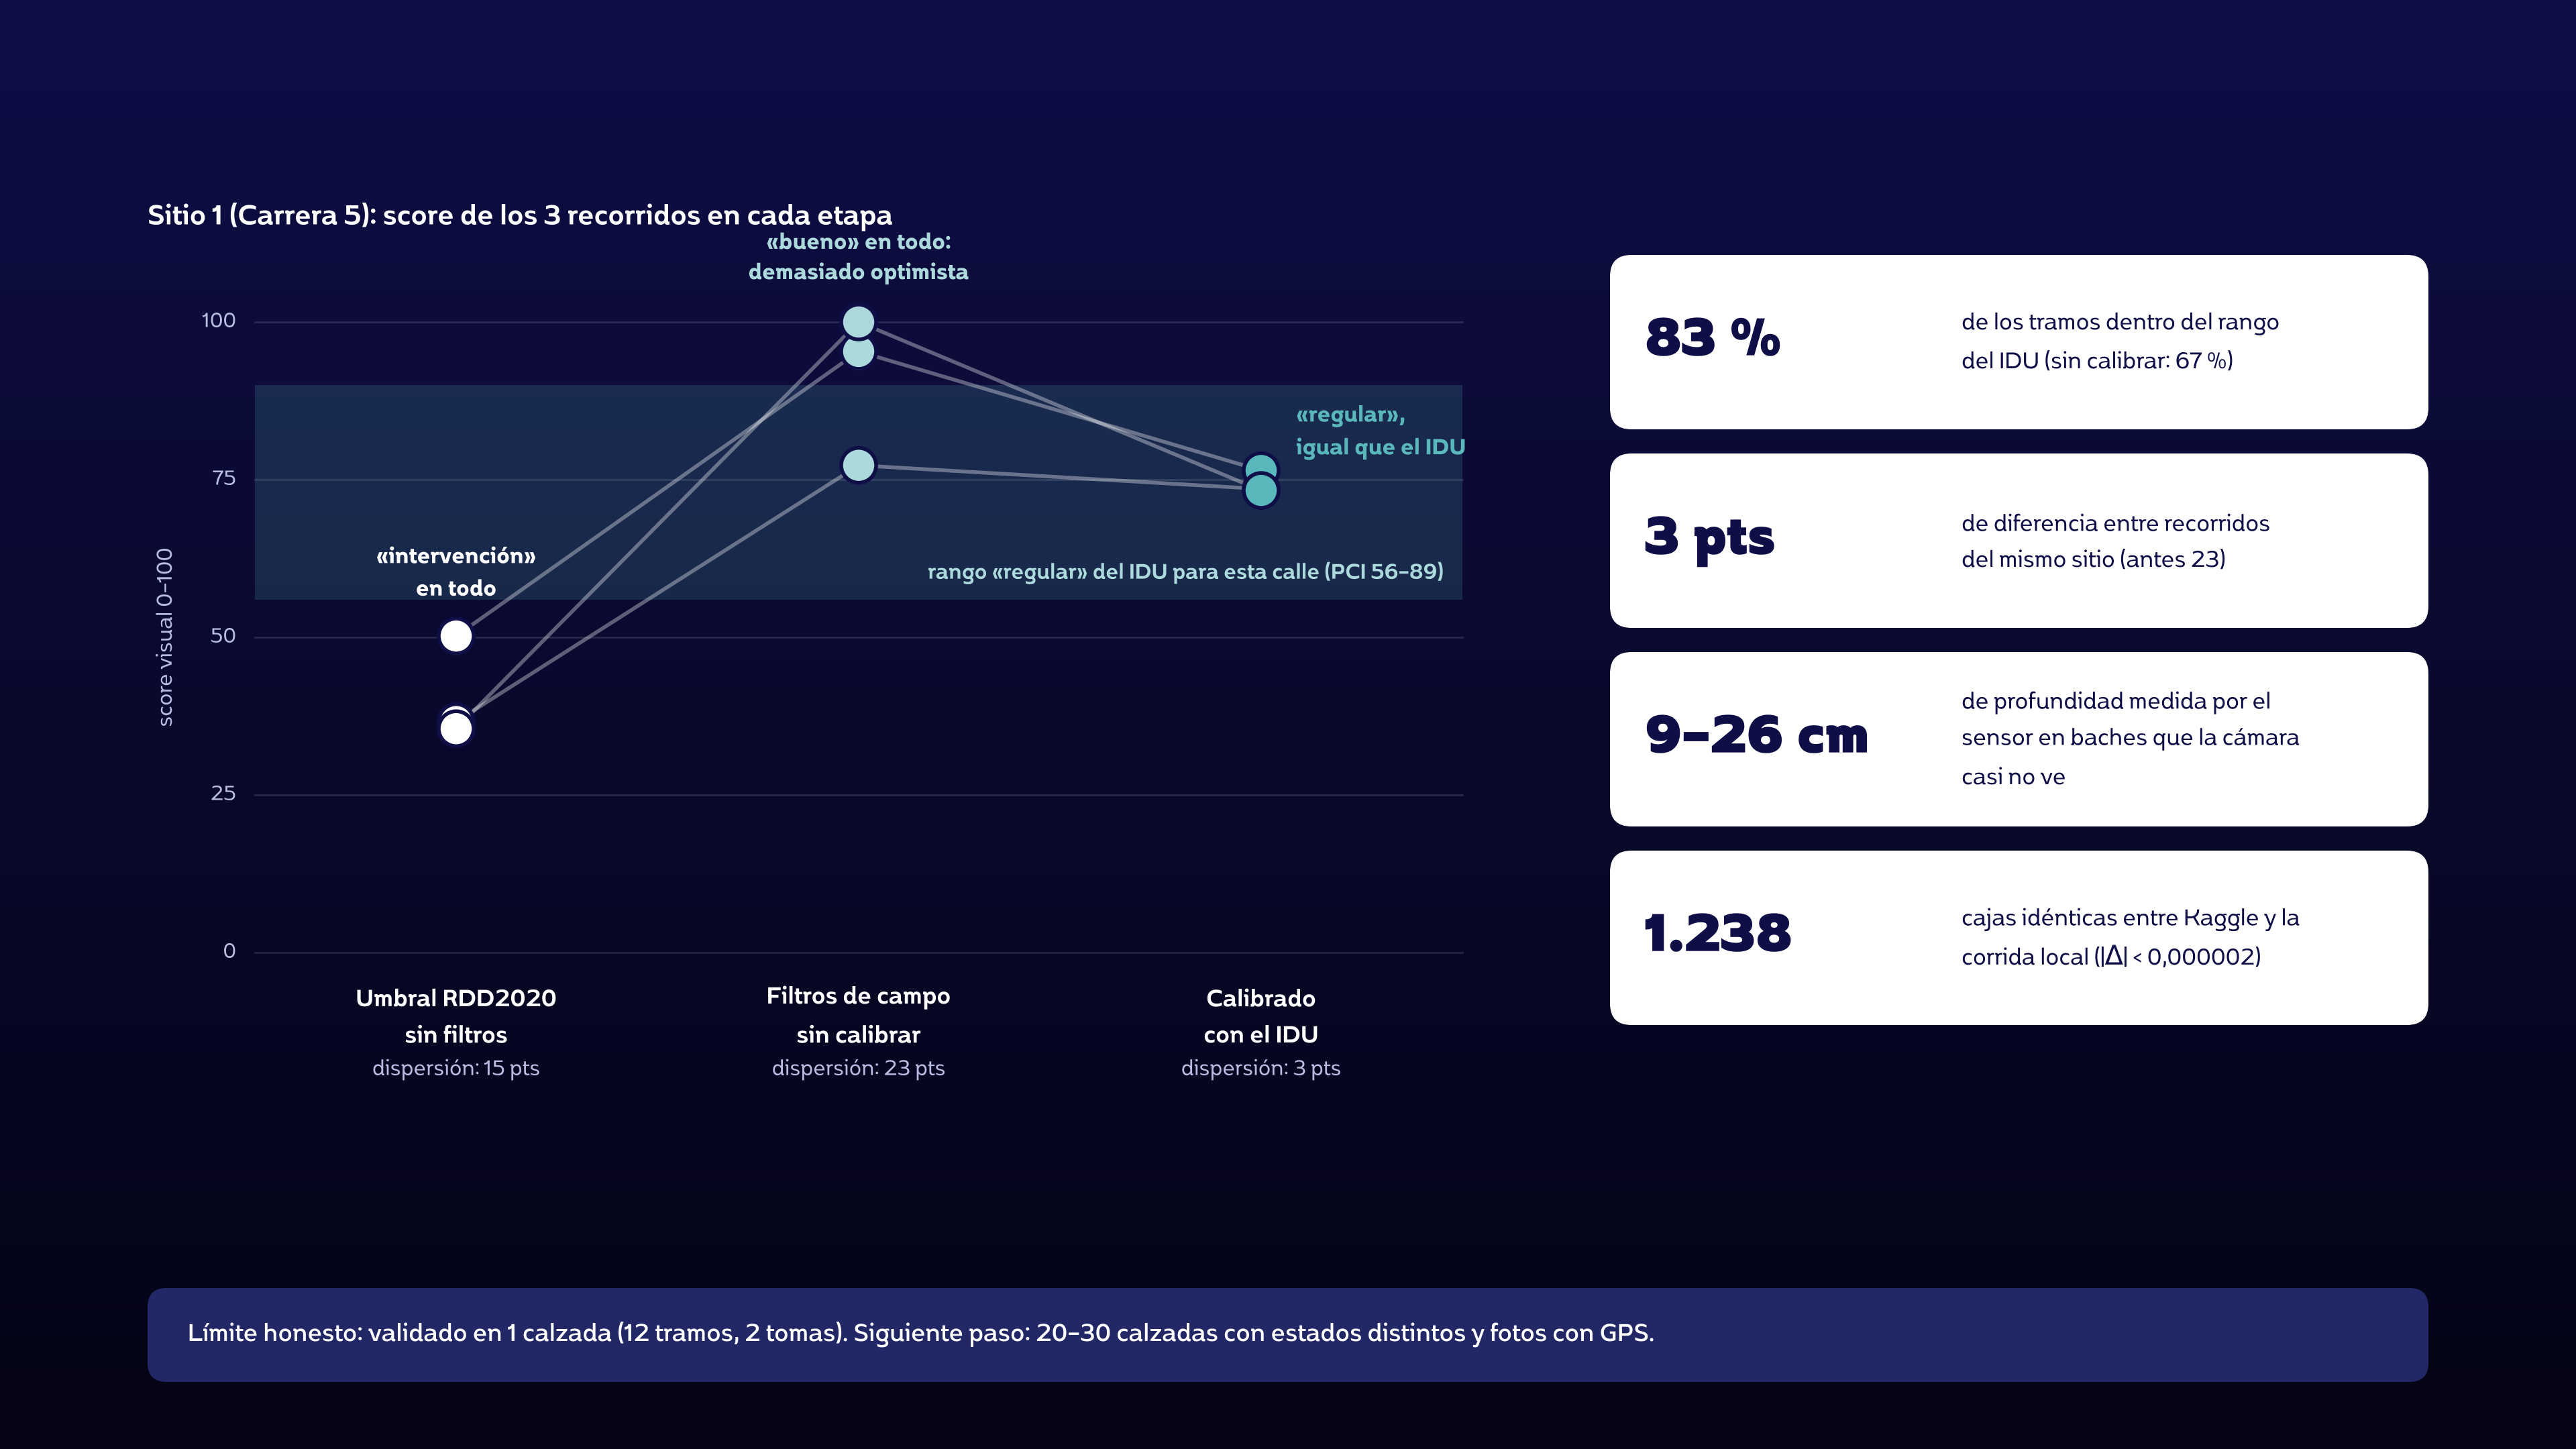 Sitio 1 (Carrera 5): score de los 3 recorridos en cada etapa
«bueno» en todo:
demasiado optimista
100
75
50
25
0
score visual 0–100
«intervención»
en todo
«regular»,
igual que el IDU
rango «regular» del IDU para esta calle (PCI 56–89)
Umbral RDD2020
sin filtros
dispersión: 15 pts
Filtros de campo
sin calibrar
dispersión: 23 pts
Calibrado
con el IDU
dispersión: 3 pts
83 %
de los tramos dentro del rango
del IDU (sin calibrar: 67 %)
3 pts
de diferencia entre recorridos
del mismo sitio (antes 23)
9–26 cm
de profundidad medida por el
sensor en baches que la cámara
casi no ve
1.238
cajas idénticas entre Kaggle y la
corrida local (|Δ| < 0,000002)
Límite honesto: validado en 1 calzada (12 tramos, 2 tomas). Siguiente paso: 20–30 calzadas con estados distintos y fotos con GPS.